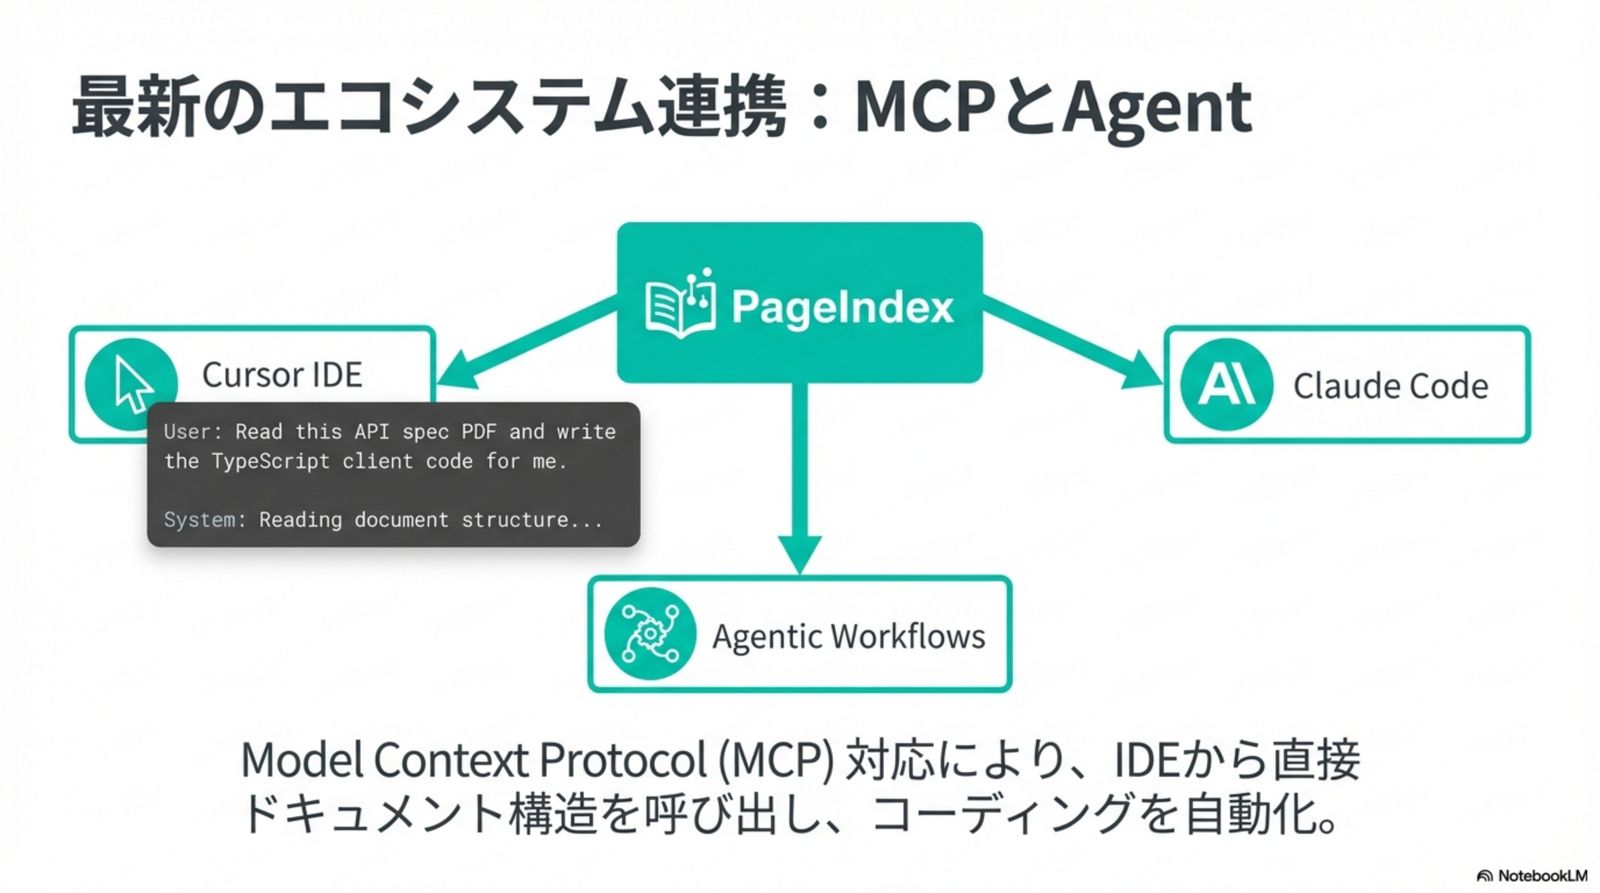 最新のエコシステム連携：MCPとAgent
PageIndex
Cursor IDE
User: Read this API spec PDF and write
the TypeScript client code for me.
System: Reading document structure...
Claude Code
Agentic Workflows
Model Context Protocol (MCP) 対応により、IDEから直接
ドキュメント構造を呼び出し、コーディングを自動化。
NotebookLM